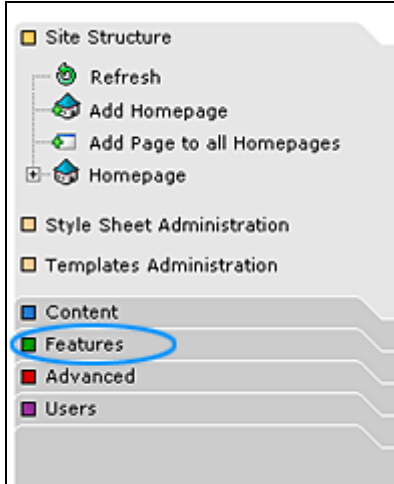 Site Structure
Refresh
Add Homepage
Add Page to all Homepages
Homepage
Style Sheet Administration
Templates Administration
Content
Features
Advanced
Users